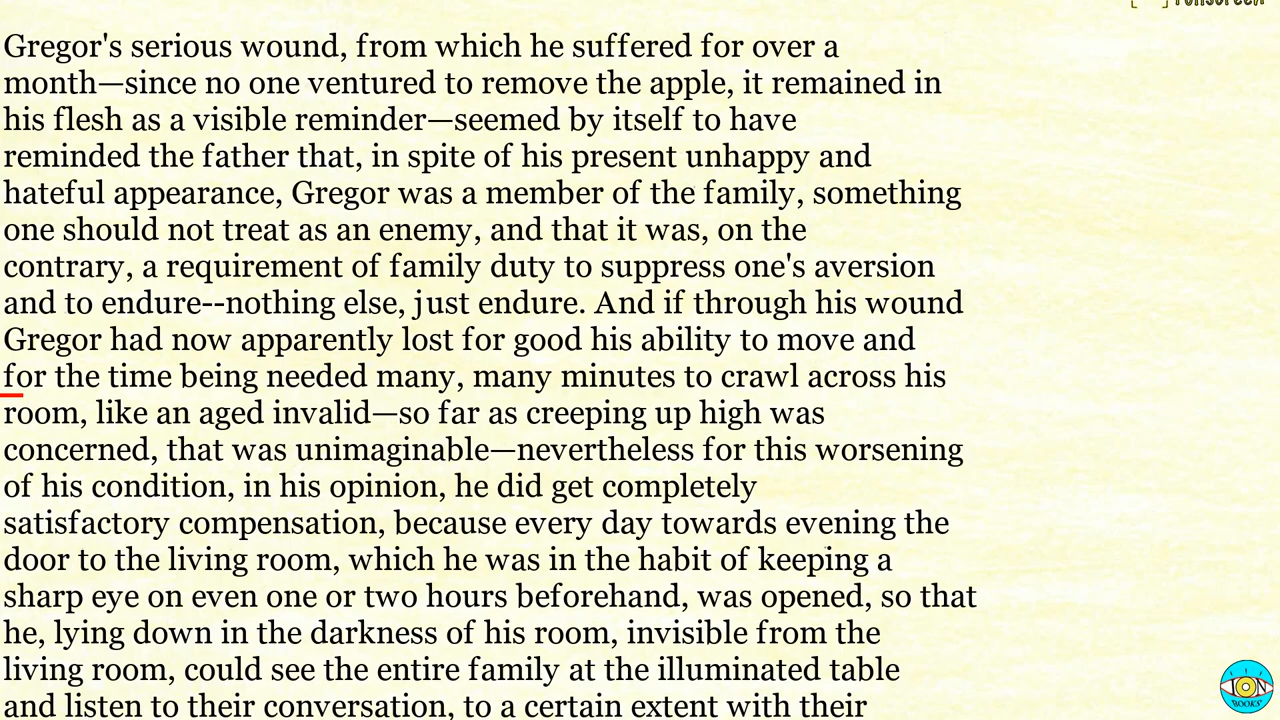 Fullscreen
Gregor's serious wound, from which he suffered for over a
month—since no one ventured to remove the apple, it remained in
his flesh as a visible reminder—seemed by itself to have
reminded the father that, in spite of his present unhappy and
hateful appearance, Gregor was a member of the family, something
one should not treat as an enemy, and that it was, on the
contrary, a requirement of family duty to suppress one's aversion
and to endure--nothing else, just endure. And if through his wound
Gregor had now apparently lost for good his ability to move and
for the time being needed many, many minutes to crawl across his
room, like an aged invalid—so far as creeping up high was
concerned, that was unimaginable—nevertheless for this worsening
of his condition, in his opinion, he did get completely
satisfactory compensation, because every day towards evening the
door to the living room, which he was in the habit of keeping a
sharp eye on even one or two hours beforehand, was opened, so that
he, lying down in the darkness of his room, invisible from the
living room, could see the entire family at the illuminated table
and listen to their conversation, to a certain extent with their
ION
BOOKS